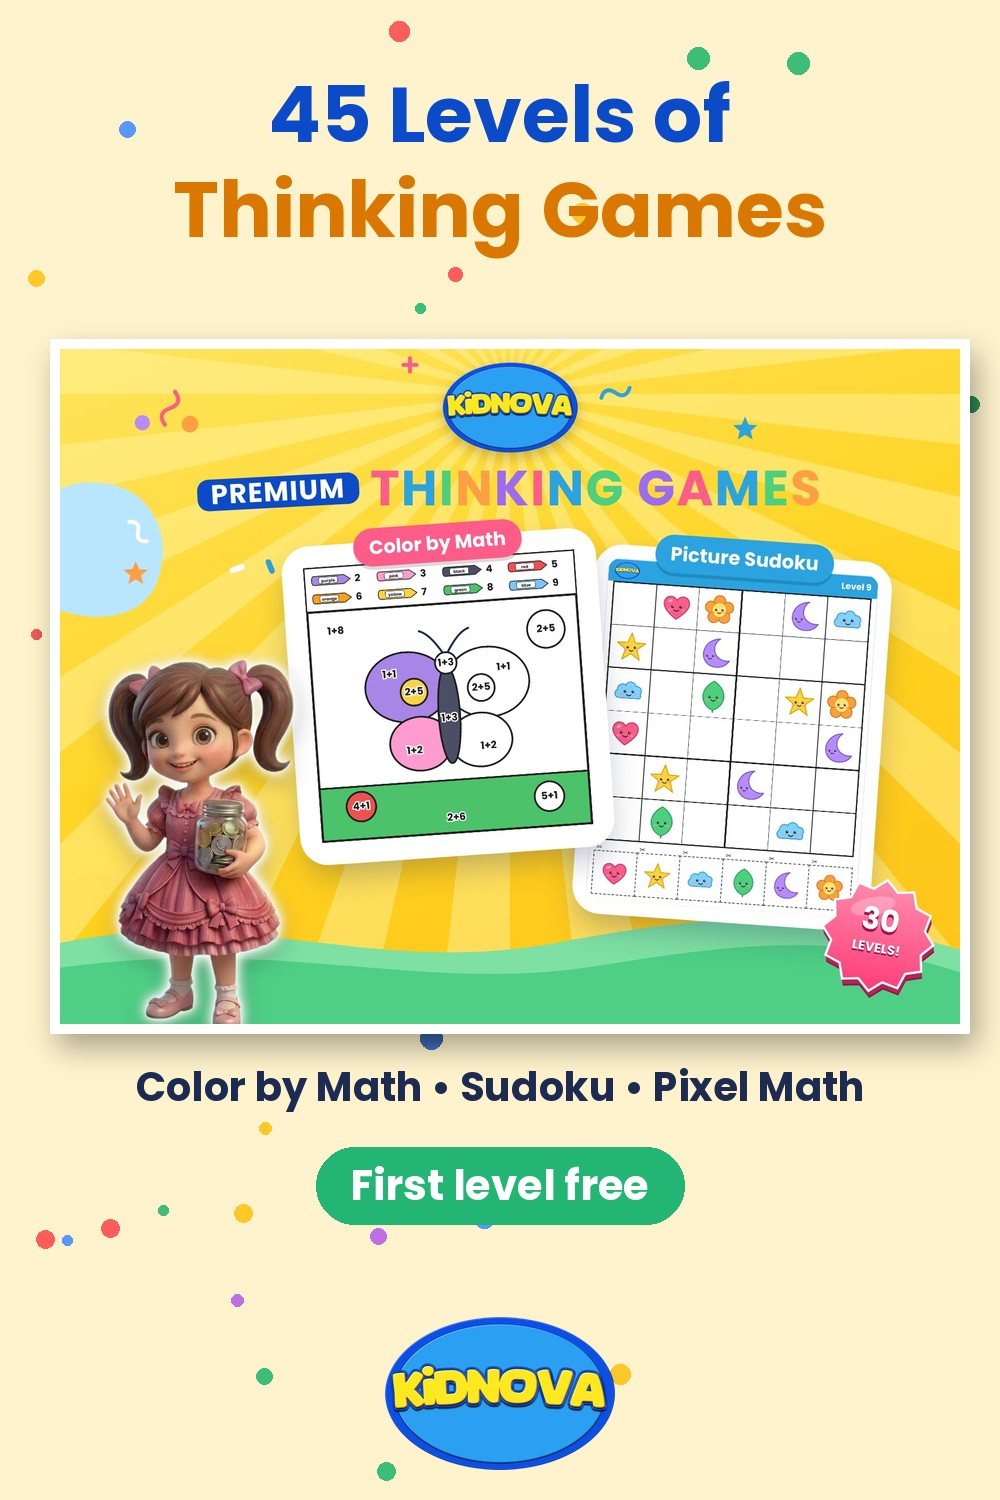 45 Levels of
Thinking Games
KiDNOVA
PREMIUM THINKING GAMES
Color by Math
purple 2 pink 3 black 4 red 5
orange 6 yellow 7 green 8 blue 9
1+8
2+5
1+3
1+1
1+1
2+5
2+5
1+3
1+2
1+2
4+1
5+1
2+6
Picture Sudoku
KiDNOVA
Level 9
30
LEVELS!
Color by Math • Sudoku • Pixel Math
First level free
KiDNOVA